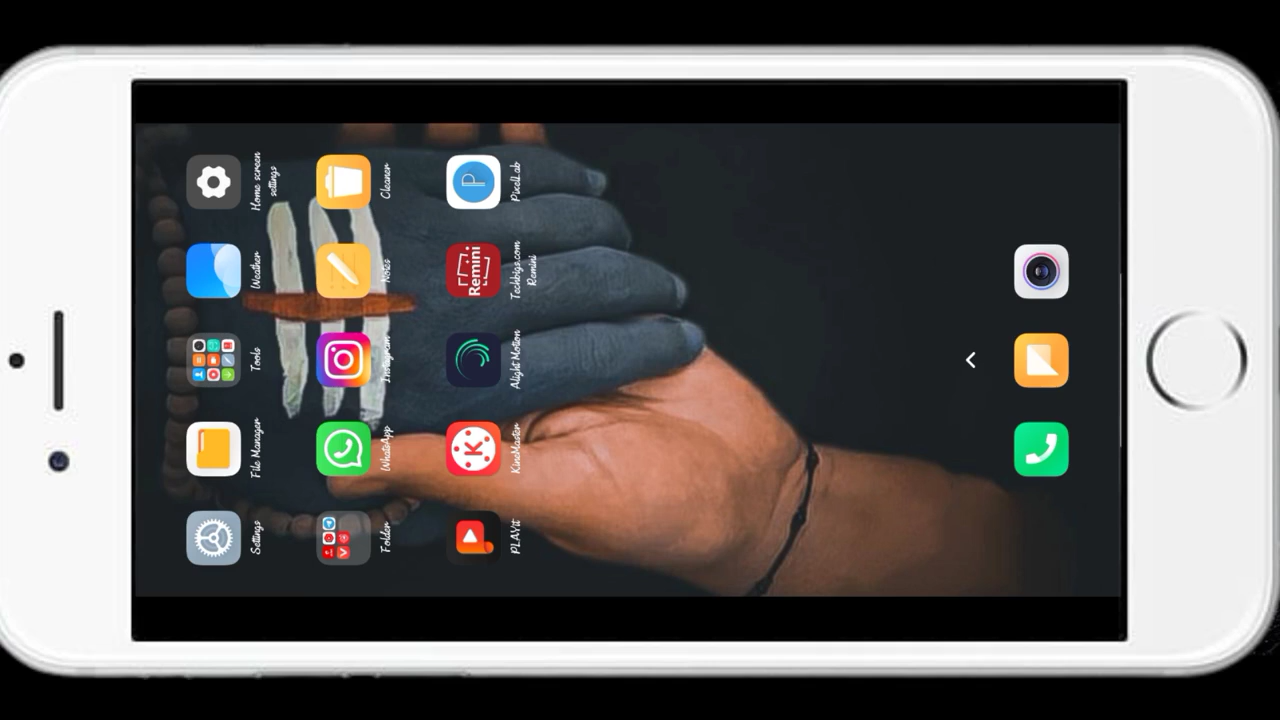 Settings
File Manager
Tools
Weather
Home screen
settings
Folder
WhatsApp
Instagram
Notes
Cleaner
PLAYit
KineMaster
K
Alight Motion
Remini
Techbigs.com
Remini
P
PixelLab